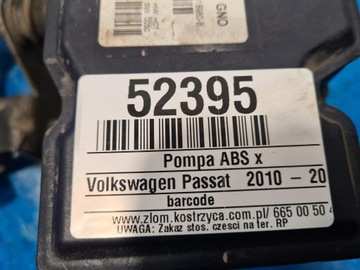 GNO
52395
Pompa ABS x
Volkswagen Passat 2010 - 20
barcode
www.zlom.kostrzyca.com.pl/ 665 00 50 4
UWAGA: Zakaz stos. czesci na ter. RP